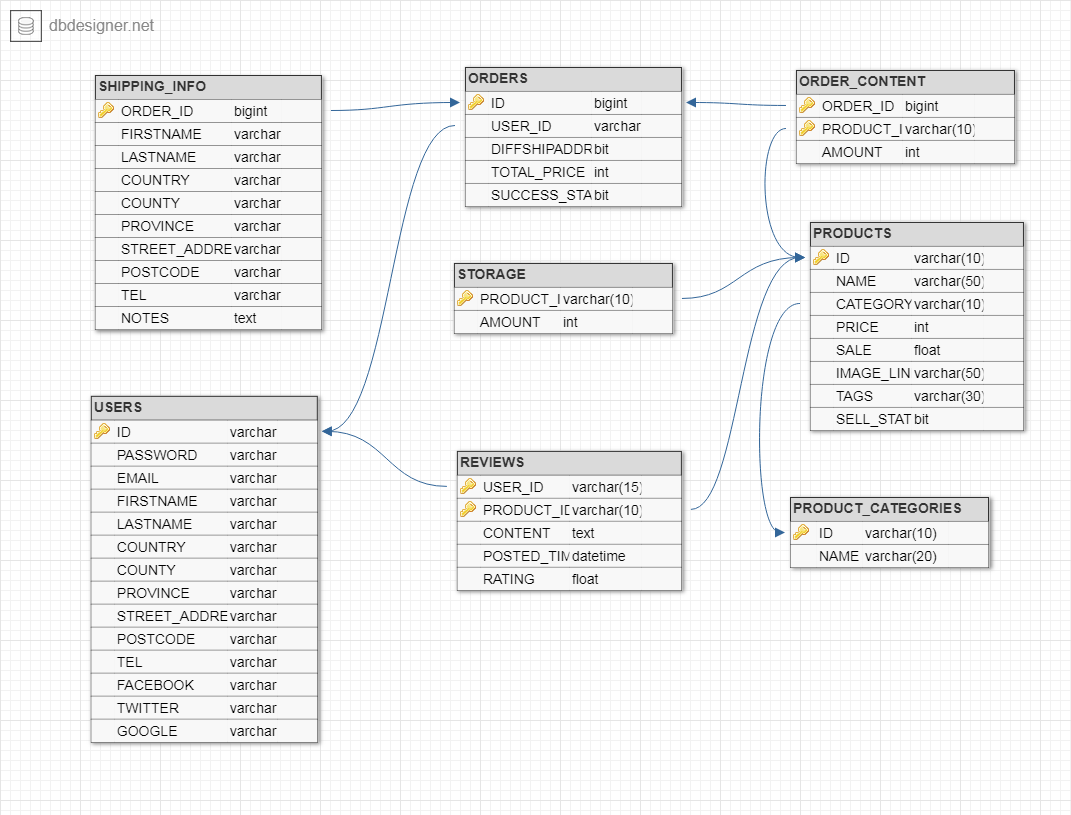 dbdesigner.net
SHIPPING_INFO
ORDER_ID bigint
FIRSTNAME varchar
LASTNAME varchar
COUNTRY varchar
COUNTY varchar
PROVINCE varchar
STREET_ADDRE varchar
POSTCODE varchar
TEL varchar
NOTES text
ORDERS
ID bigint
USER_ID varchar
DIFFSHIPADDR bit
TOTAL_PRICE int
SUCCESS_STA bit
ORDER_CONTENT
ORDER_ID bigint
PRODUCT_I varchar(10)
AMOUNT int
STORAGE
PRODUCT_I varchar(10)
AMOUNT int
PRODUCTS
ID varchar(10)
NAME varchar(50)
CATEGORY varchar(10)
PRICE int
SALE float
IMAGE_LIN varchar(50)
TAGS varchar(30)
SELL_STAT bit
USERS
ID varchar
PASSWORD varchar
EMAIL varchar
FIRSTNAME varchar
LASTNAME varchar
COUNTRY varchar
COUNTY varchar
PROVINCE varchar
STREET_ADDRE varchar
POSTCODE varchar
TEL varchar
FACEBOOK varchar
TWITTER varchar
GOOGLE varchar
REVIEWS
USER_ID varchar(15)
PRODUCT_ID varchar(10)
CONTENT text
POSTED_TIM datetime
RATING float
PRODUCT_CATEGORIES
ID varchar(10)
NAME varchar(20)